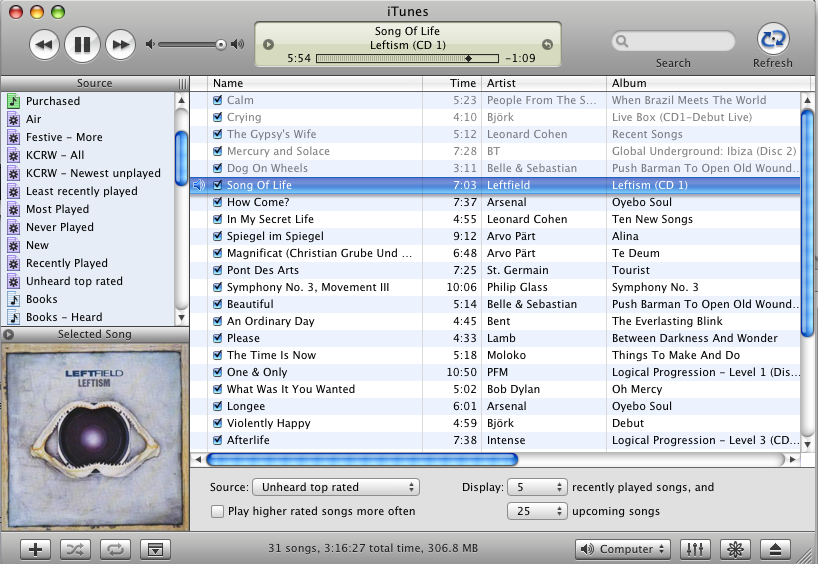 iTunes
Song Of Life
Leftism (CD 1)
5:54 -1:09
Search
Refresh
Source
Purchased
Air
Festive - More
KCRW - All
KCRW - Newest unplayed
Least recently played
Most Played
Never Played
New
Recently Played
Unheard top rated
Books
Books - Heard
Selected Song
LEFTFIELD
LEFTISM
Name Time Artist Album
Calm 5:23 People From The S... When Brazil Meets The World
Crying 4:10 Björk Live Box (CD1-Debut Live)
The Gypsy's Wife 5:12 Leonard Cohen Recent Songs
Mercury and Solace 7:28 BT Global Underground: Ibiza (Disc 2)
Dog On Wheels 3:11 Belle & Sebastian Push Barman To Open Old Wound...
Song Of Life 7:03 Leftfield Leftism (CD 1)
How Come? 7:37 Arsenal Oyebo Soul
In My Secret Life 4:55 Leonard Cohen Ten New Songs
Spiegel im Spiegel 9:12 Arvo Pärt Alina
Magnificat (Christian Grube Und ... 6:48 Arvo Pärt Te Deum
Pont Des Arts 7:25 St. Germain Tourist
Symphony No. 3, Movement III 10:06 Philip Glass Symphony No. 3
Beautiful 5:14 Belle & Sebastian Push Barman To Open Old Wound...
An Ordinary Day 4:45 Bent The Everlasting Blink
Please 4:33 Lamb Between Darkness And Wonder
The Time Is Now 5:18 Moloko Things To Make And Do
One & Only 10:50 PFM Logical Progression - Level 1 (Dis...
What Was It You Wanted 5:02 Bob Dylan Oh Mercy
Longee 6:01 Arsenal Oyebo Soul
Violently Happy 4:59 Björk Debut
Afterlife 7:38 Intense Logical Progression - Level 3 (CD...
Source: Unheard top rated Display: 5 recently played songs, and
Play higher rated songs more often 25 upcoming songs
31 songs, 3:16:27 total time, 306.8 MB
Computer